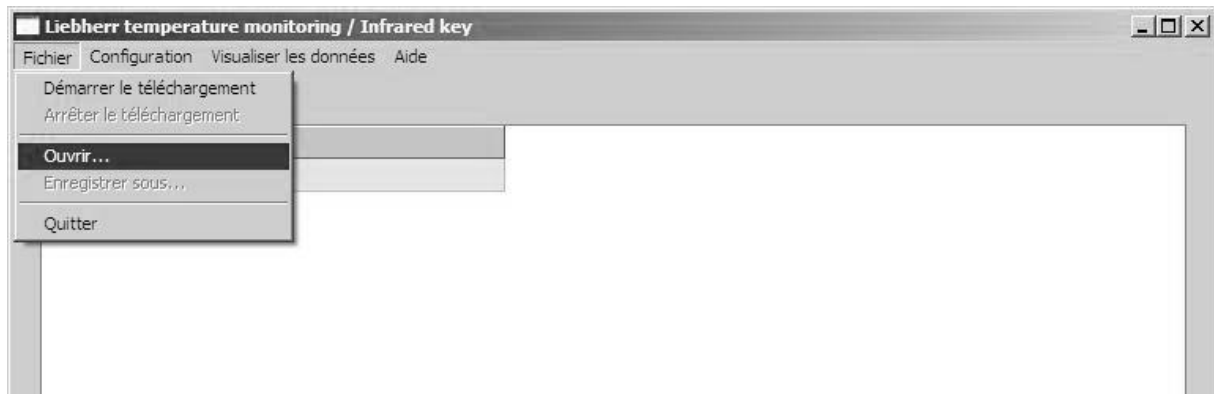 Liebherr temperature monitoring / Infrared key
Fichier Configuration Visualiser les données Aide
Démarrer le téléchargement
Arrêter le téléchargement
Ouvrir...
Enregistrer sous...
Quitter